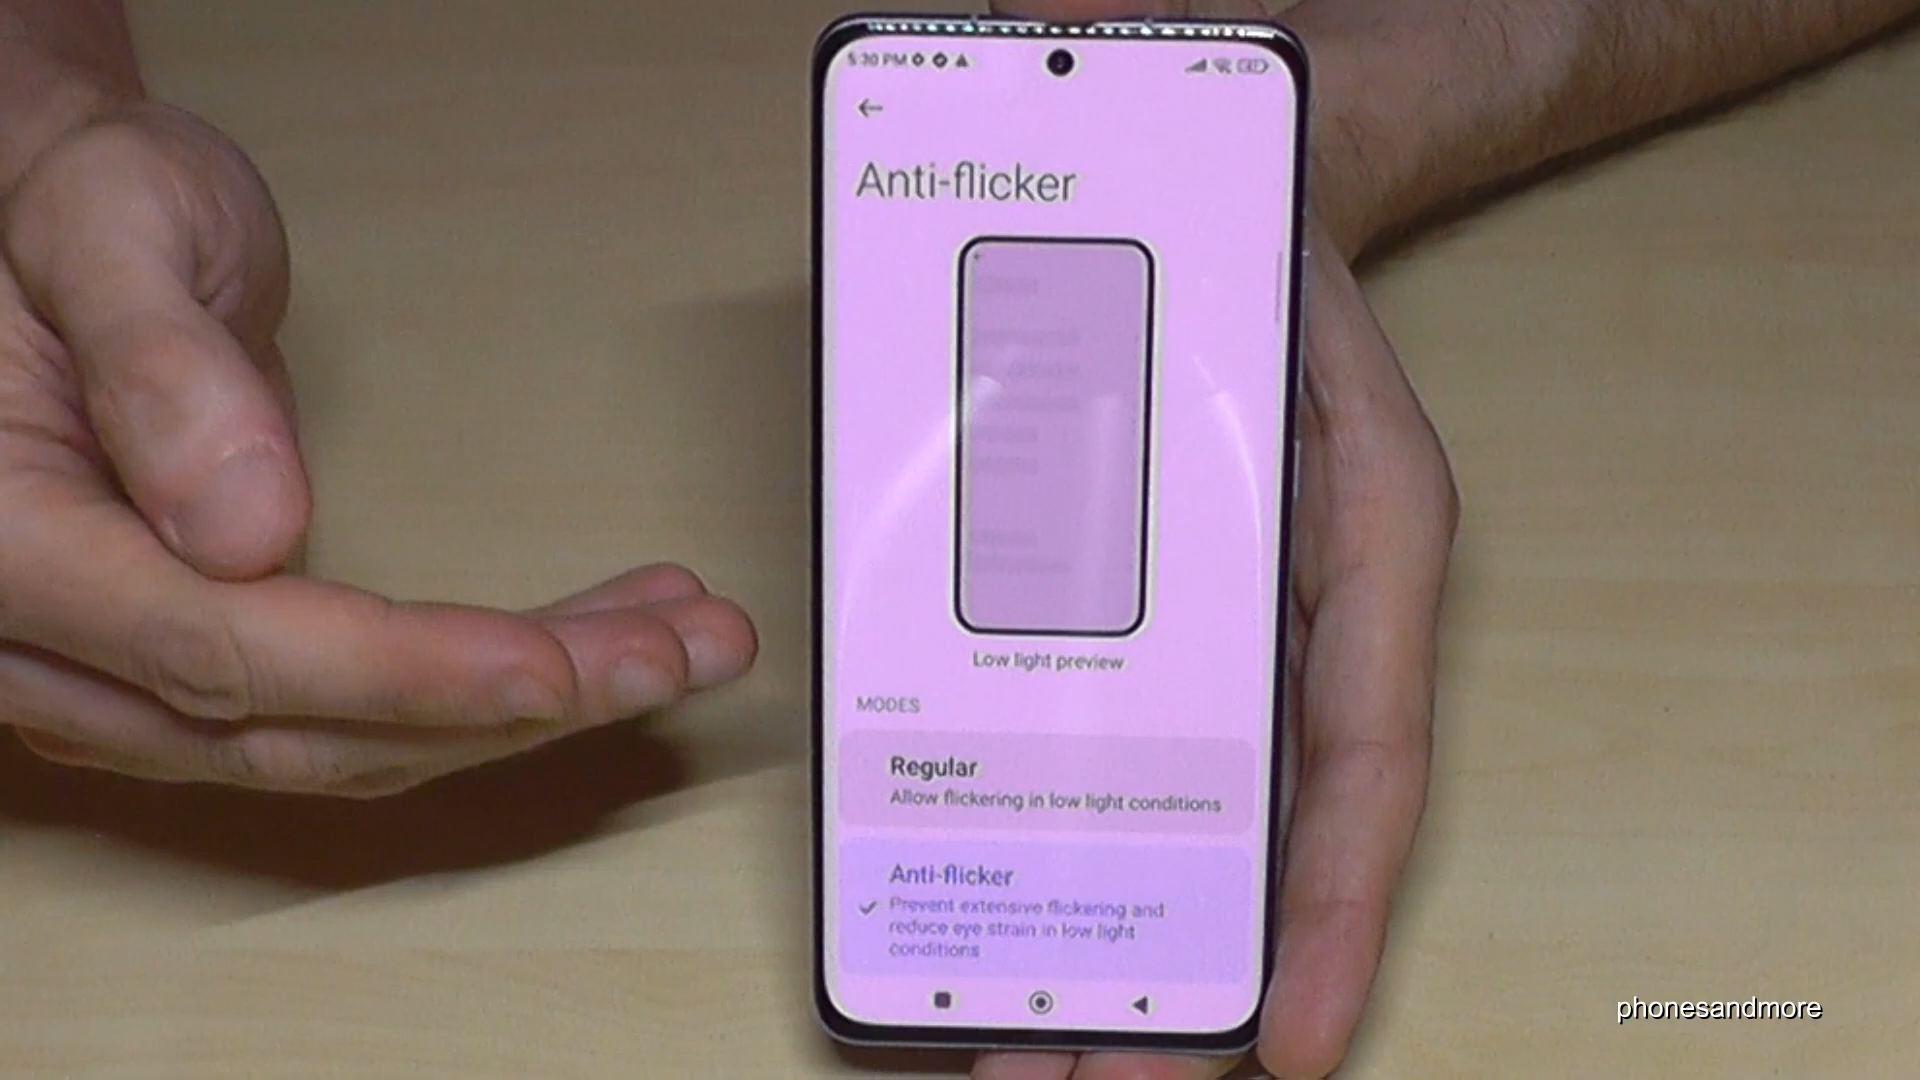 5:30 PM
Anti-flicker
Low light preview
MODES
Regular
Allow flickering in low light conditions
Anti-flicker
Prevent extensive flickering and
reduce eye strain in low light
conditions
phonesandmore